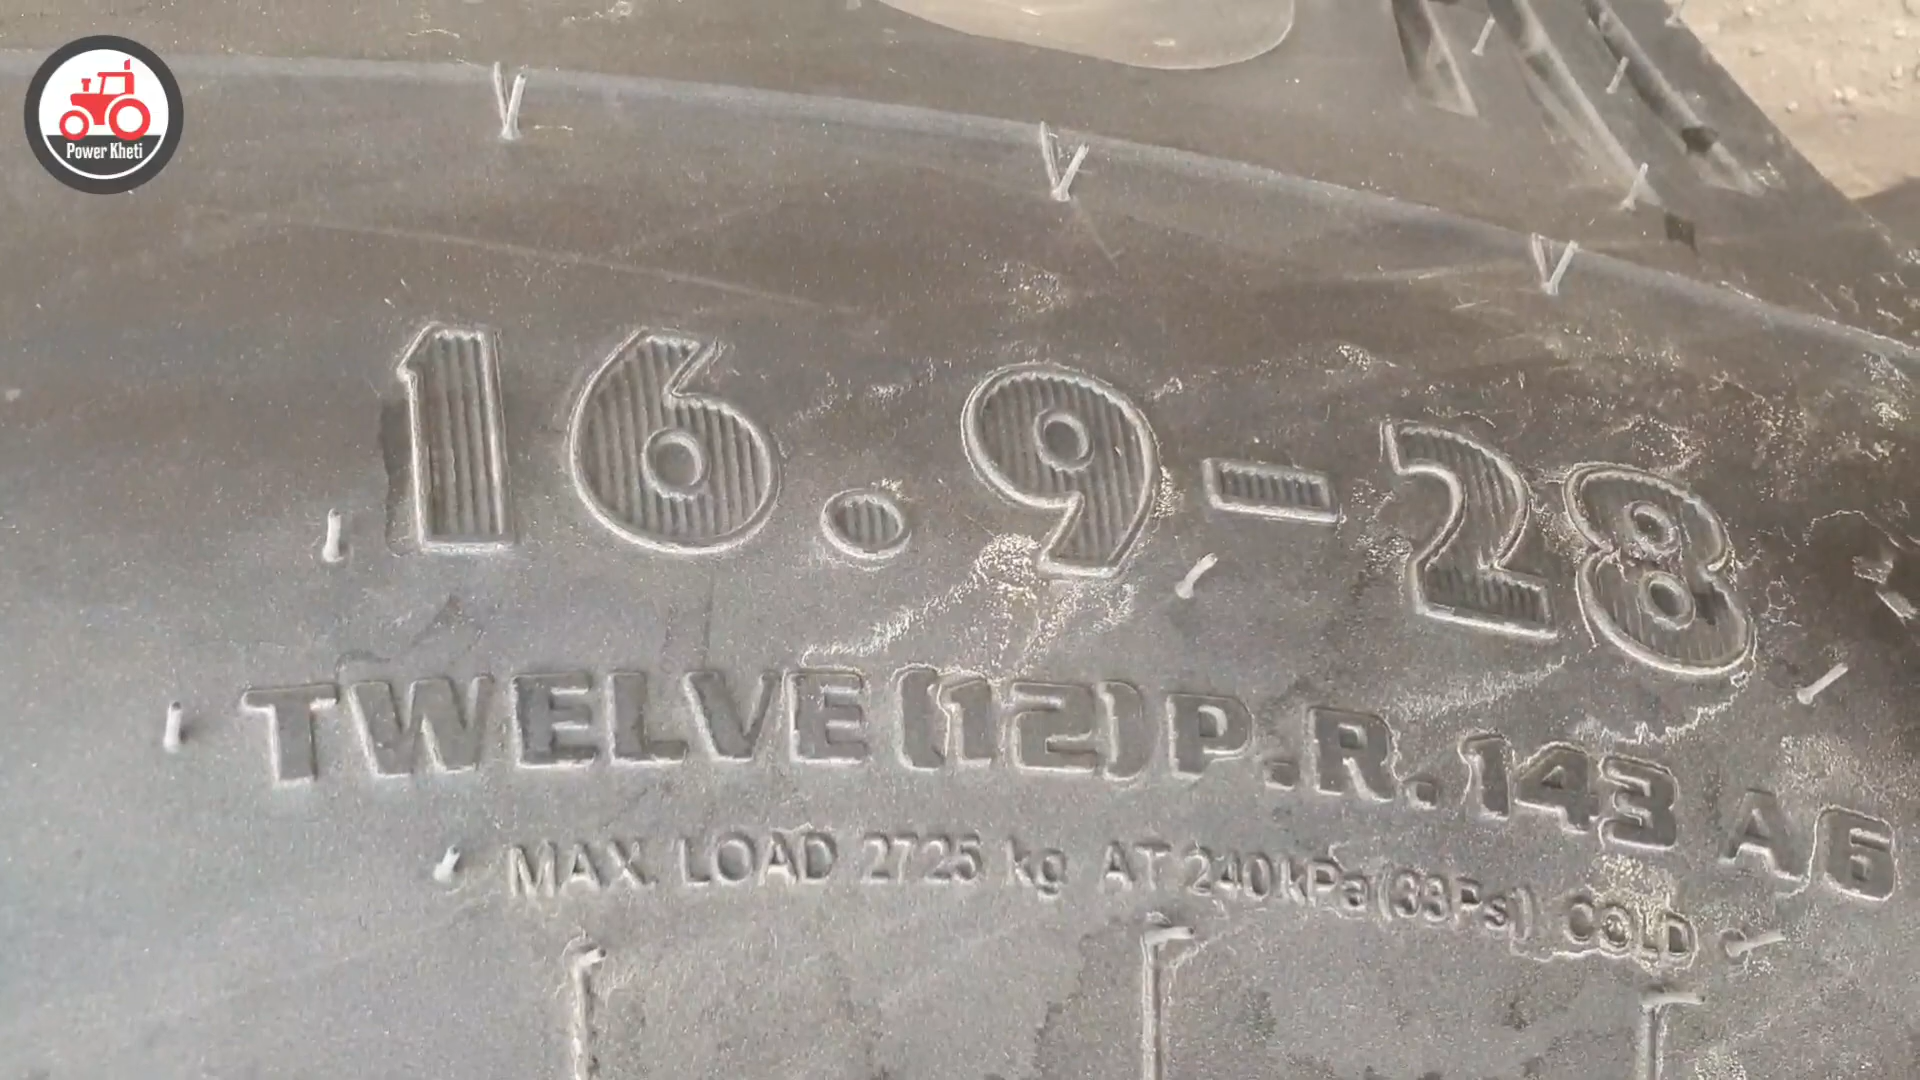 Power Kheti
16.9-28
TWELVE (12) P.R. 143 A6
MAX. LOAD 2725 kg AT 240kPa (33Psi) COLD